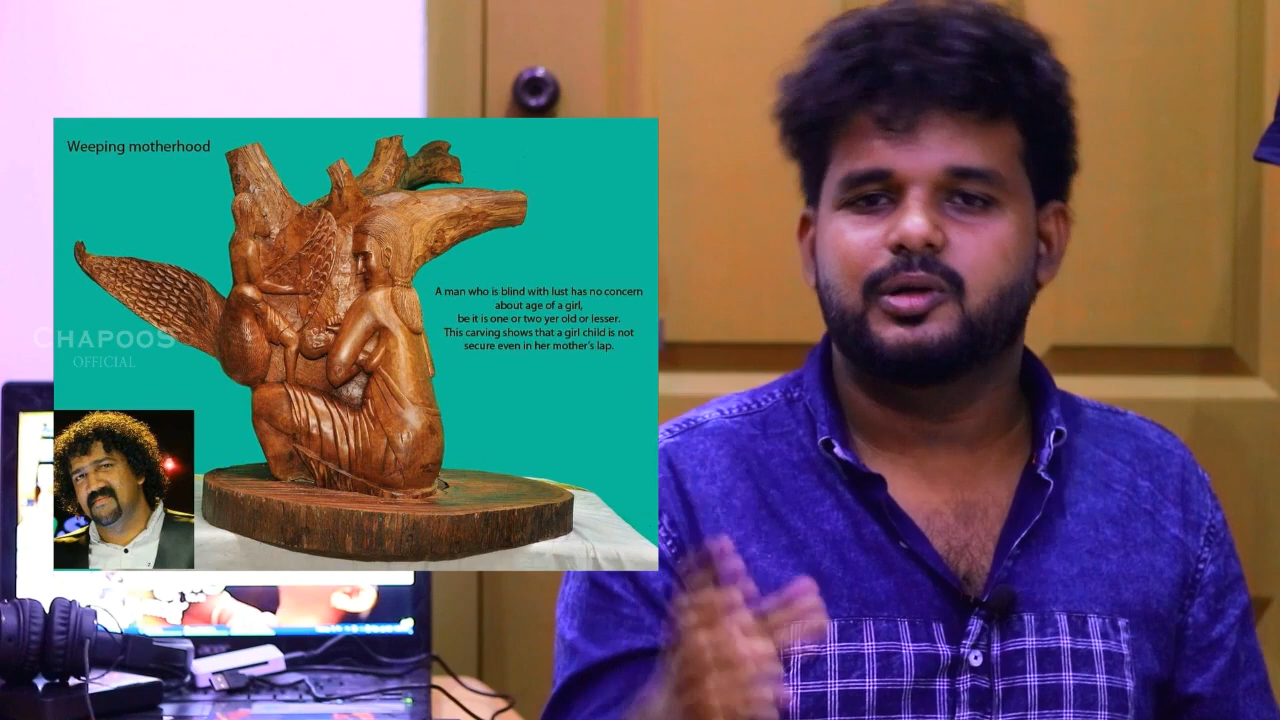 Weeping motherhood
A man who is blind with lust has no concern
about age of a girl,
be it is one or two yer old or lesser.
This carving shows that a girl child is not
secure even in her mother's lap.
CHAPOOS
OFFICIAL